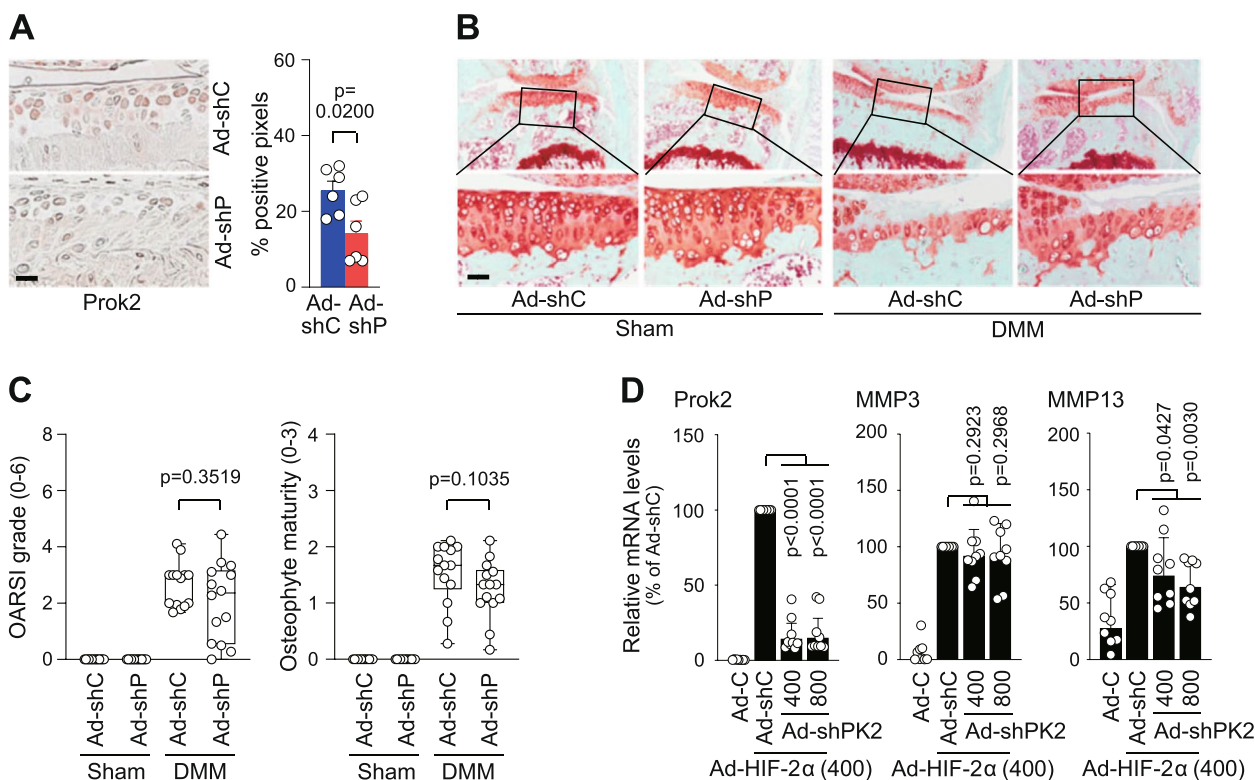 A
Ad-shC
Ad-shP
Prok2
% positive pixels
60
40
20
0
p=
0.0200
Ad-
shC
Ad-
shP
B
Ad-shC
Ad-shP
Ad-shC
Ad-shP
Sham
DMM
C
OARSI grade (0-6)
8
6
4
2
0
p=0.3519
Ad-shC
Ad-shP
Ad-shC
Ad-shP
Sham
DMM
Osteophyte maturity (0-3)
4
3
2
1
0
p=0.1035
Ad-shC
Ad-shP
Ad-shC
Ad-shP
Sham
DMM
D
Relative mRNA levels
(% of Ad-shC)
Prok2
150
100
50
0
p<0.0001
p<0.0001
Ad-C
Ad-shC
400
800
Ad-shPK2
Ad-HIF-2α (400)
MMP3
200
150
100
50
0
p=0.2923
p=0.2968
Ad-C
Ad-shC
400
800
Ad-shPK2
Ad-HIF-2α (400)
MMP13
200
150
100
50
0
p=0.0427
p=0.0030
Ad-C
Ad-shC
400
800
Ad-shPK2
Ad-HIF-2α (400)